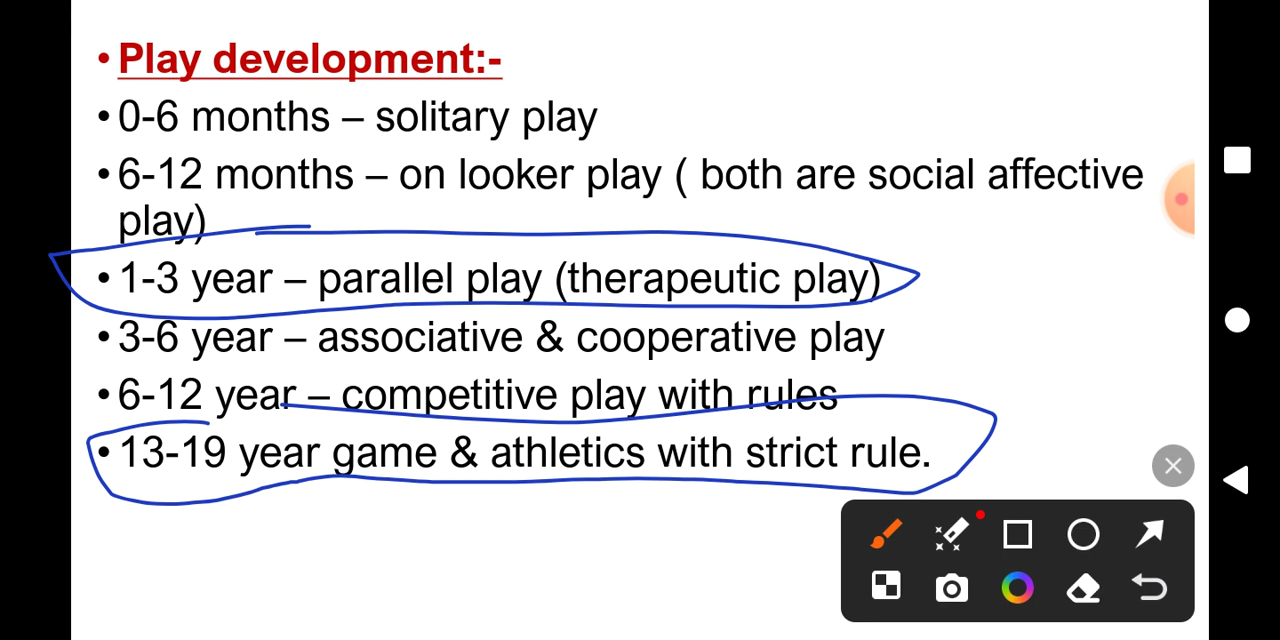 • Play development:-
• 0-6 months – solitary play
• 6-12 months – on looker play ( both are social affective
play)
• 1-3 year – parallel play (therapeutic play)
• 3-6 year – associative & cooperative play
• 6-12 year – competitive play with rules
• 13-19 year game & athletics with strict rule.